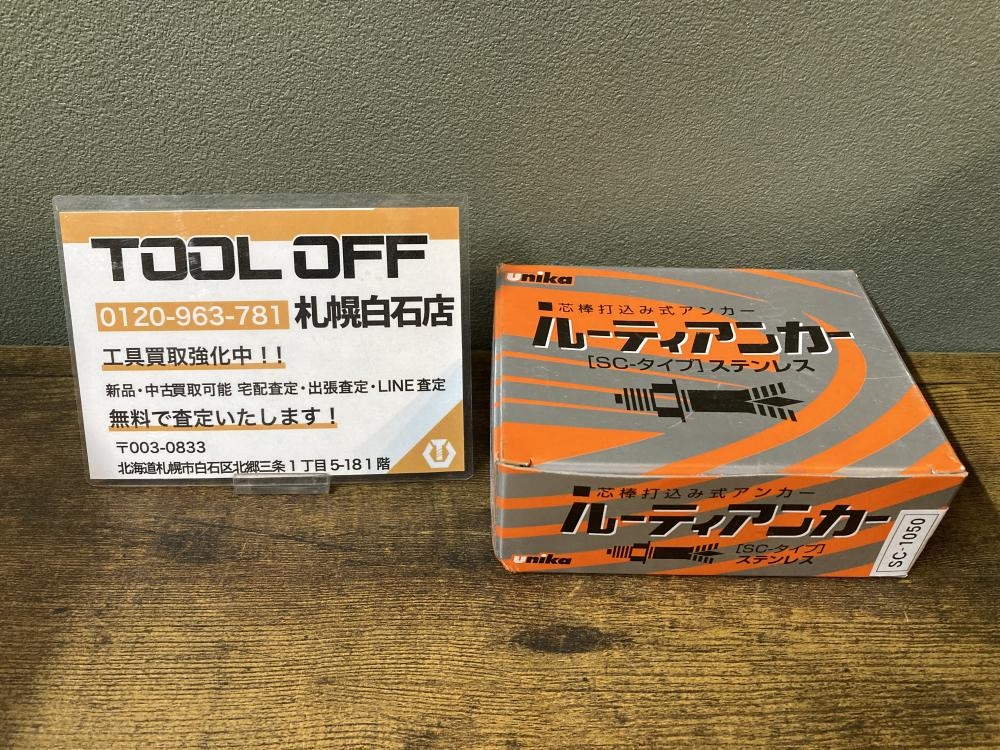 TOOL OFF
0120-963-781 札幌白石店
工具買取強化中！！
新品・中古買取可能 宅配査定・出張査定・LINE査定
無料で査定いたします！
〒003-0833
北海道札幌市白石区北郷三条1丁目5-18 1階
unika
■芯棒打込み式アンカー
ルーティアンカー
[SC-タイプ] ステンレス
■芯棒打込み式アンカー
ルーティアンカー
[SC-タイプ]
ステンレス
unika
SC-1050